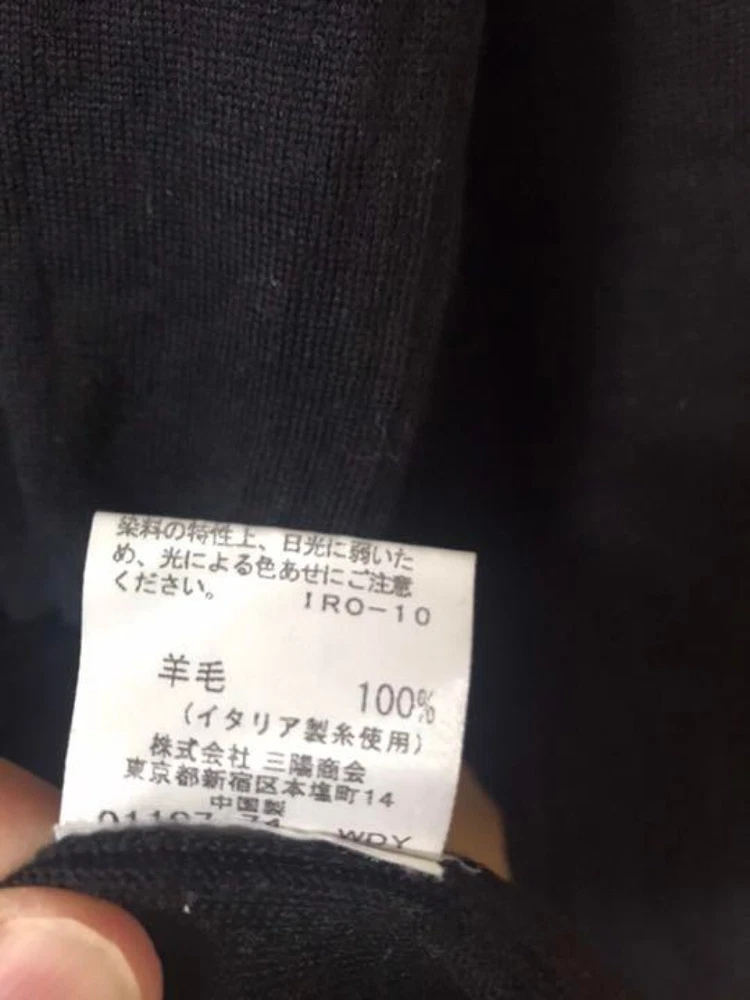 染料の特性上、日光に弱いた
め、光による色あせにご注意
ください。
IRO-10
羊毛 100%
(イタリア製糸使用)
株式会社 三陽商会
東京都新宿区本塩町14
中国製
WDY